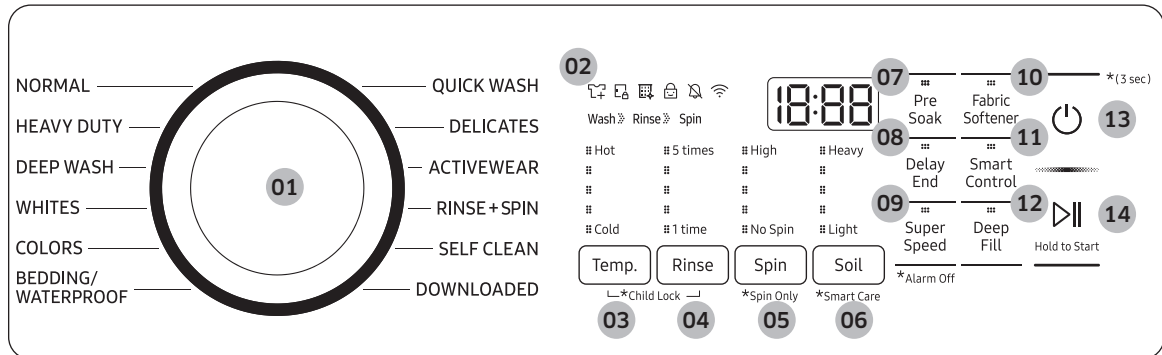 NORMAL
HEAVY DUTY
DEEP WASH
WHITES
COLORS
BEDDING/
WATERPROOF
01
QUICK WASH
DELICATES
ACTIVEWEAR
RINSE+SPIN
SELF CLEAN
DOWNLOADED
02
Wash Rinse Spin
18:88
Hot 5 times High Heavy
Cold 1 time No Spin Light
Temp. Rinse Spin Soil
*Child Lock *Spin Only *Smart Care
03 04 05 06
07
Pre
Soak
08
Delay
End
09
Super
Speed
*Alarm Off
10
Fabric
Softener
11
Smart
Control
12
Deep
Fill
*(3 sec)
13
14
Hold to Start